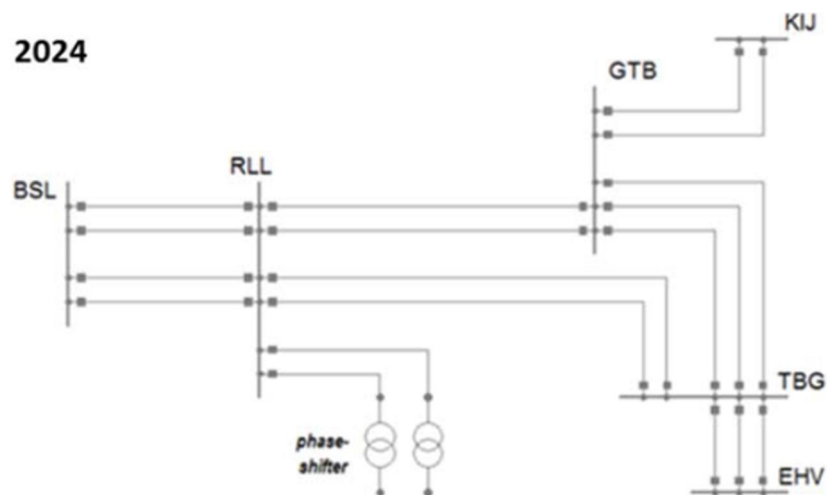 2024
KIJ
GTB
RLL
BSL
TBG
phase-
shifter
EHV